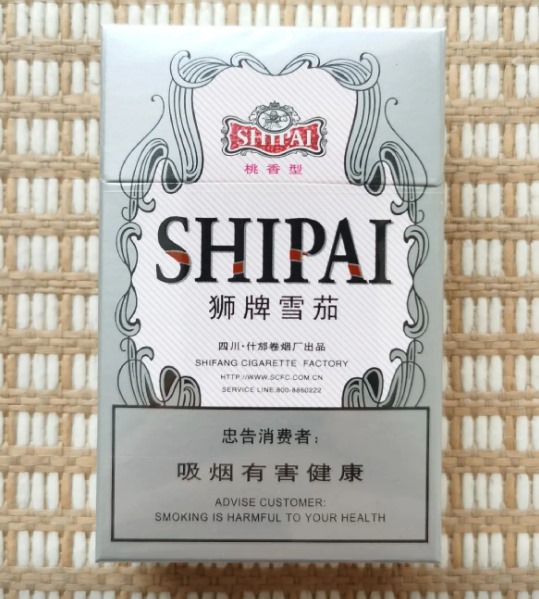 SHIPAI
桃香型
SHIPAI
狮牌雪茄
四川·什邡卷烟厂出品
SHIFANG CIGARETTE FACTORY
HTTP://WWW.SCFC.COM.CN
SERVICE LINE:800-8860222
忠告消费者:
吸烟有害健康
ADVISE CUSTOMER:
SMOKING IS HARMFUL TO YOUR HEALTH